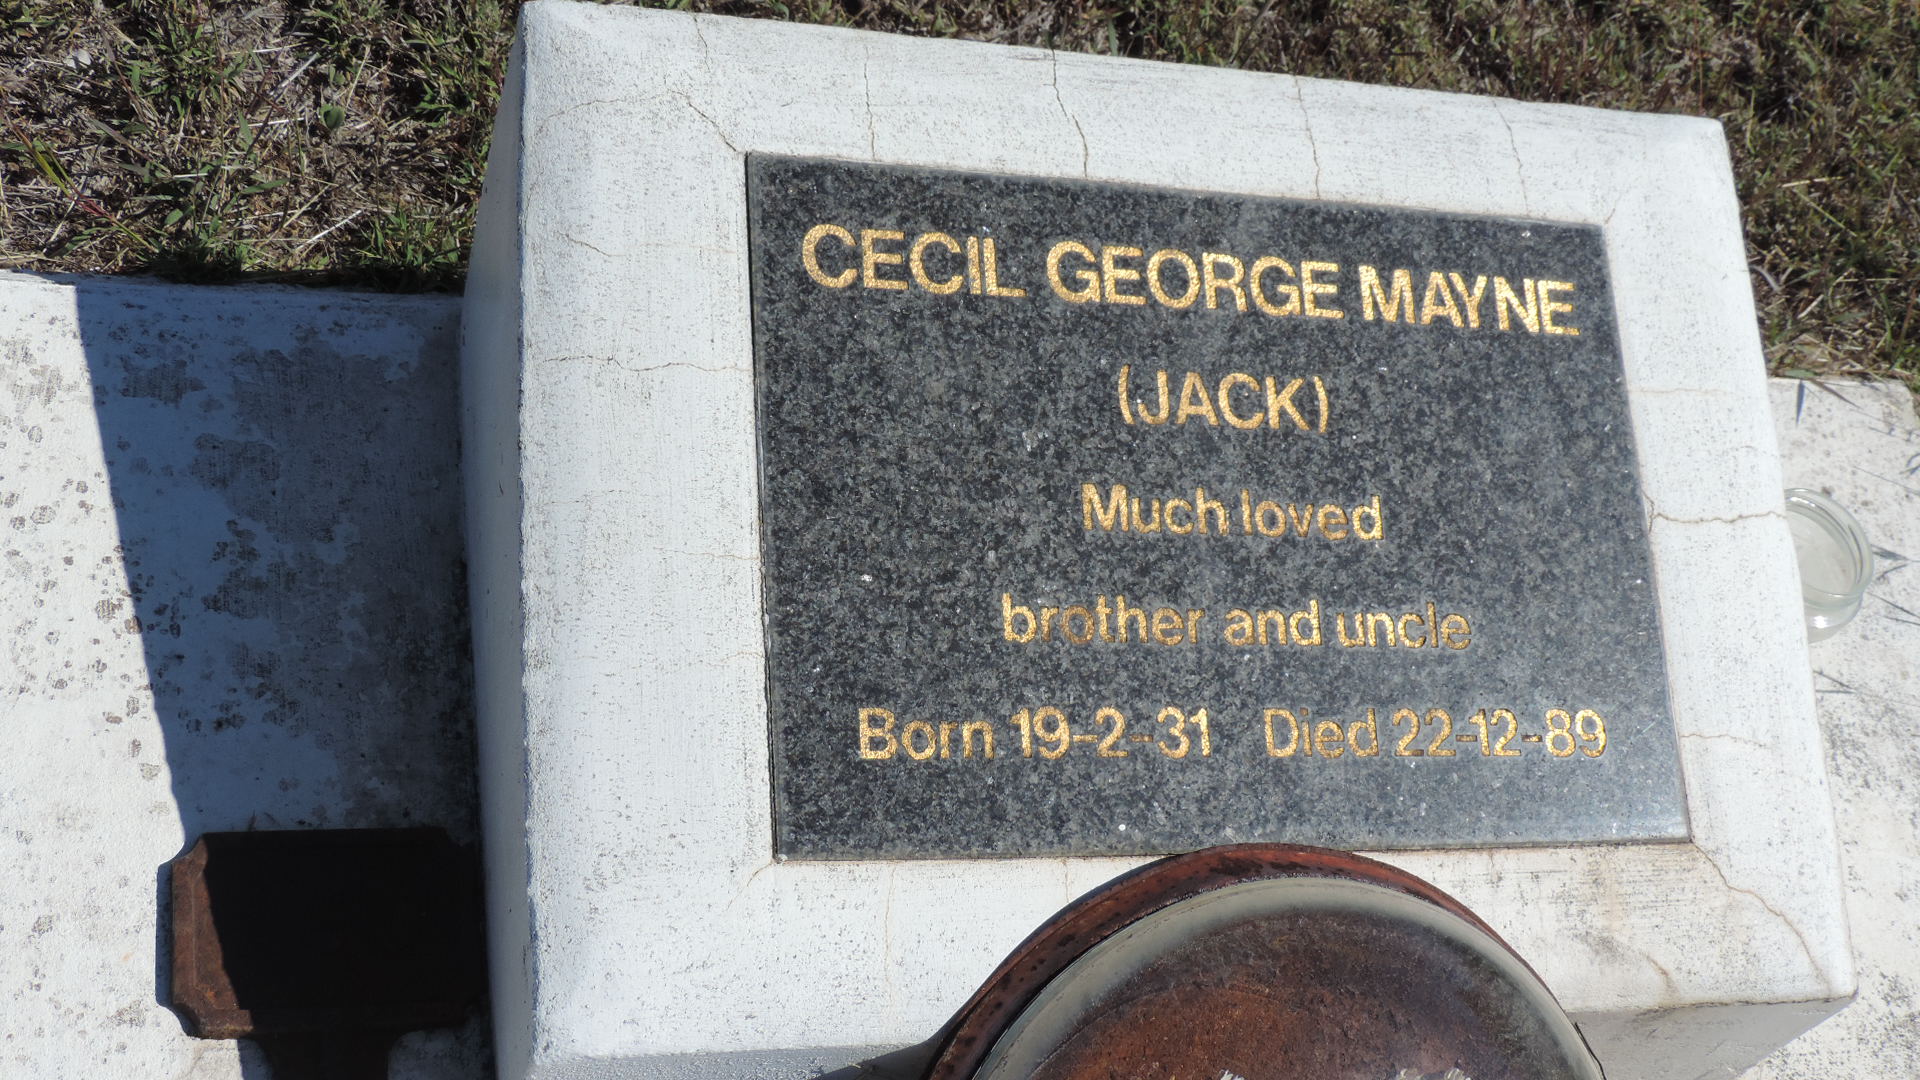 CECIL GEORGE MAYNE
(JACK)
Much loved
brother and uncle
Born 19-2-31 Died 22-12-89